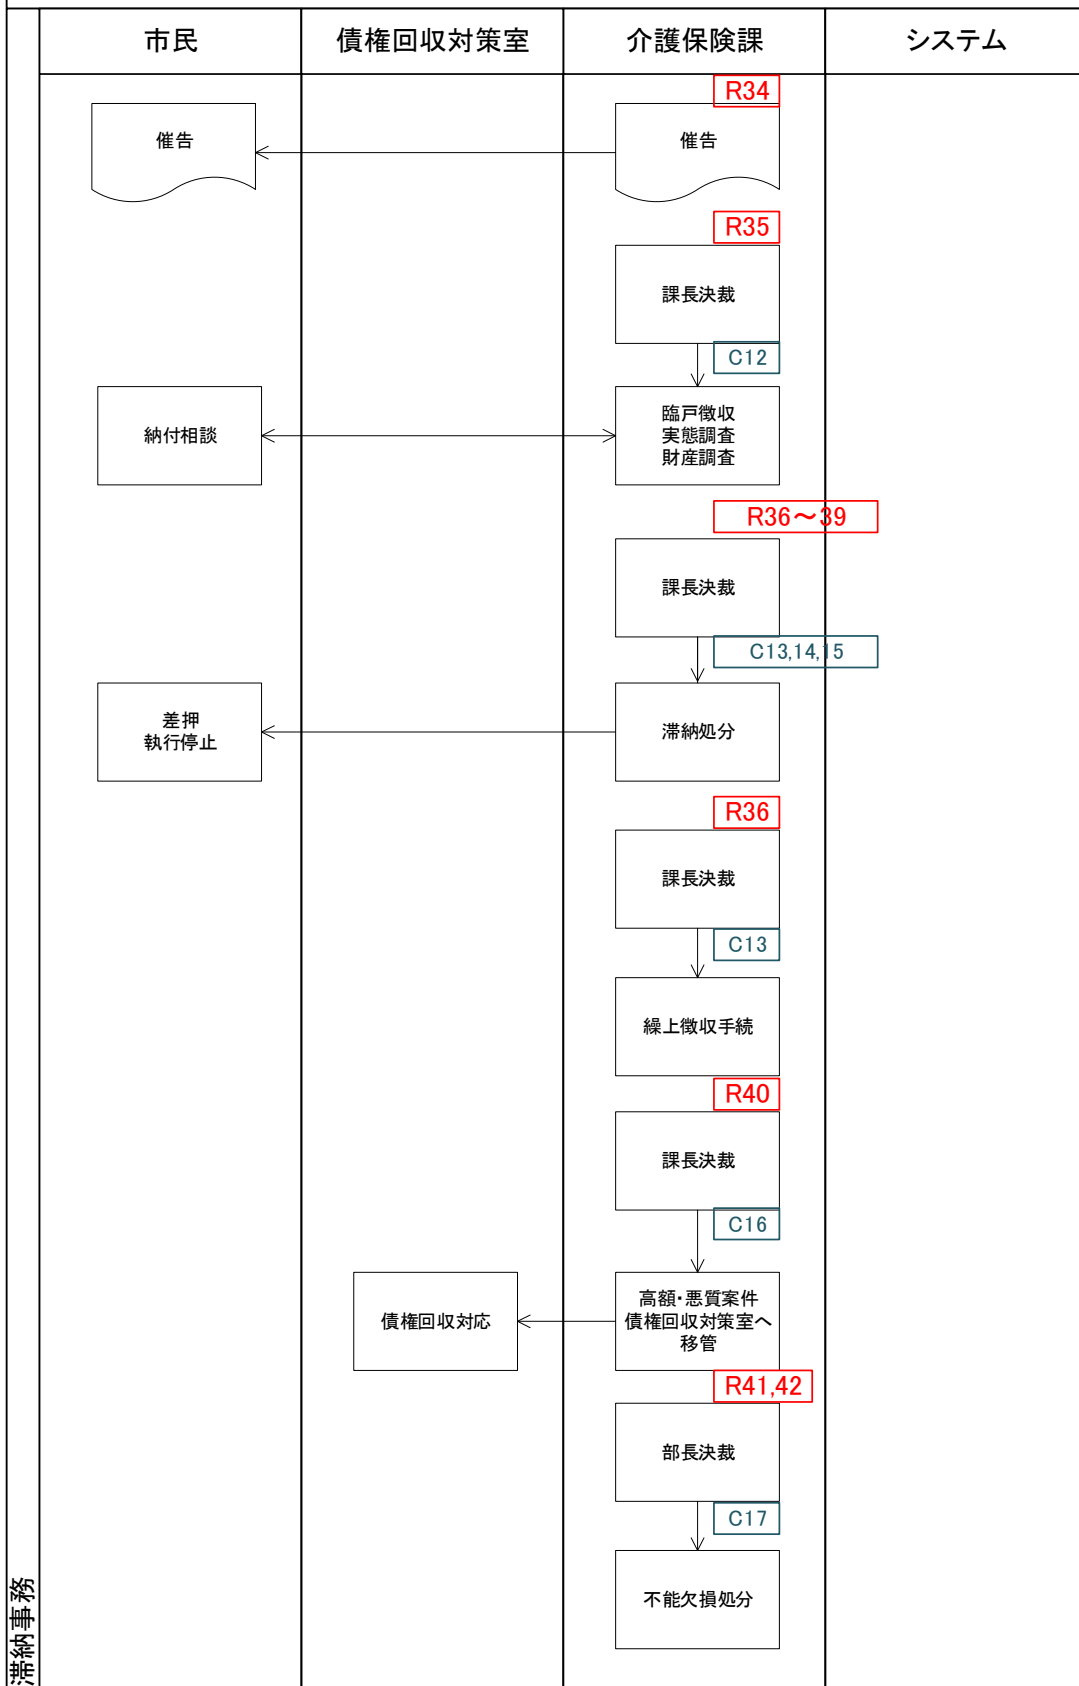 市民
債権回収対策室
介護保険課
システム
R34
催告
催告
R35
課長決裁
C12
納付相談
臨戸徴収
実態調査
財産調査
R36～39
課長決裁
C13,14,15
差押
執行停止
滞納処分
R36
課長決裁
C13
繰上徴収手続
R40
課長決裁
C16
債権回収対応
高額・悪質案件
債権回収対策室へ
移管
R41,42
部長決裁
C17
不能欠損処分
滞納事務